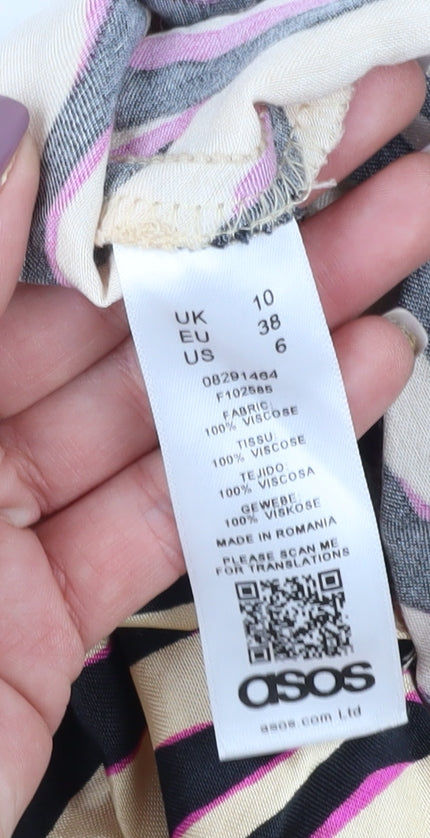 UK 10
EU 38
US 6
08291464
F102585
FABRIC:
100% VISCOSE
TISSU:
100% VISCOSE
TEJIDO:
100% VISCOSA
GEWEBE:
100% VISKOSE
MADE IN ROMANIA
PLEASE SCAN ME
FOR TRANSLATIONS
asos
asos.com Ltd